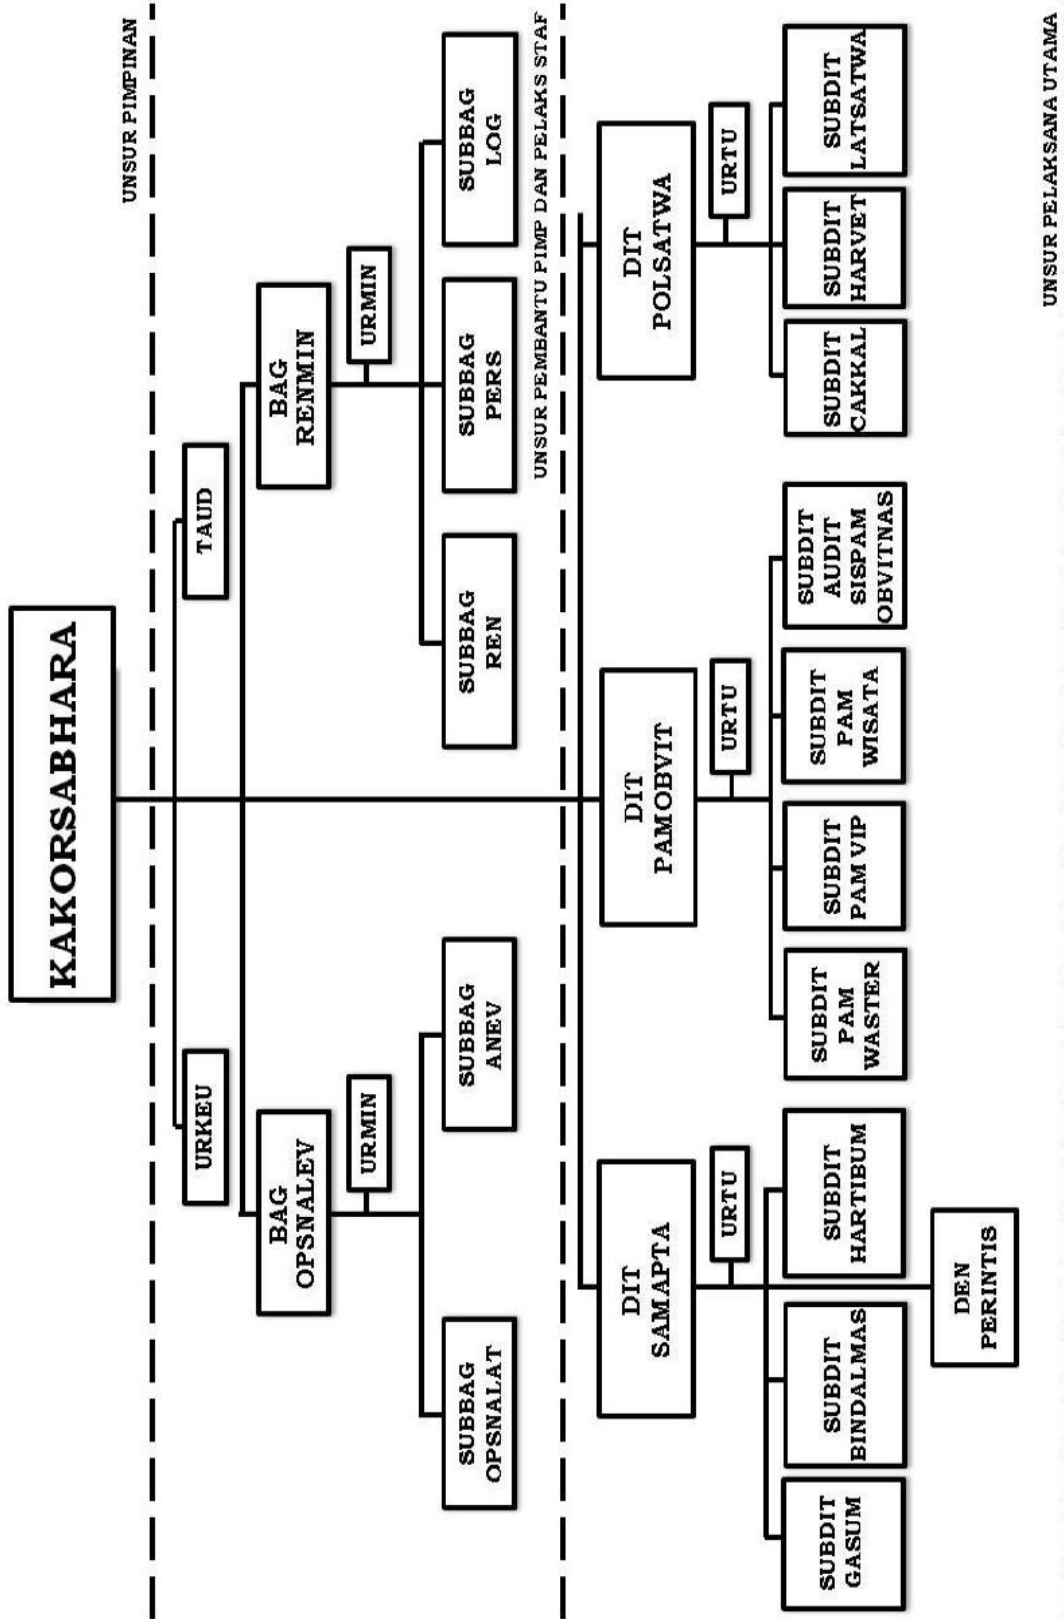 KAKORSABHARA
UNSUR PIMPINAN
URKEU
TAUD
BAG
OPSNALEV
BAG
RENMIN
URMIN
URMIN
SUBBAG
OPSNALAT
SUBBAG
ANEV
SUBBAG
REN
SUBBAG
PERS
SUBBAG
LOG
UNSUR PEMBANTU PIMP DAN PELAKS STAF
DIT
SAMAPTA
DIT
PAMOBVIT
DIT
POLSATWA
URTU
URTU
URTU
SUBDIT
GASUM
SUBDIT
BINDALMAS
SUBDIT
HARTIBUM
SUBDIT
PAM
WASTER
SUBDIT
PAM VIP
SUBDIT
PAM
WISATA
SUBDIT
AUDIT
SISPAM
OBVITNAS
SUBDIT
CAKKAL
SUBDIT
HARVET
SUBDIT
LATSATWA
DEN
PERINTIS
UNSUR PELAKSANA UTAMA